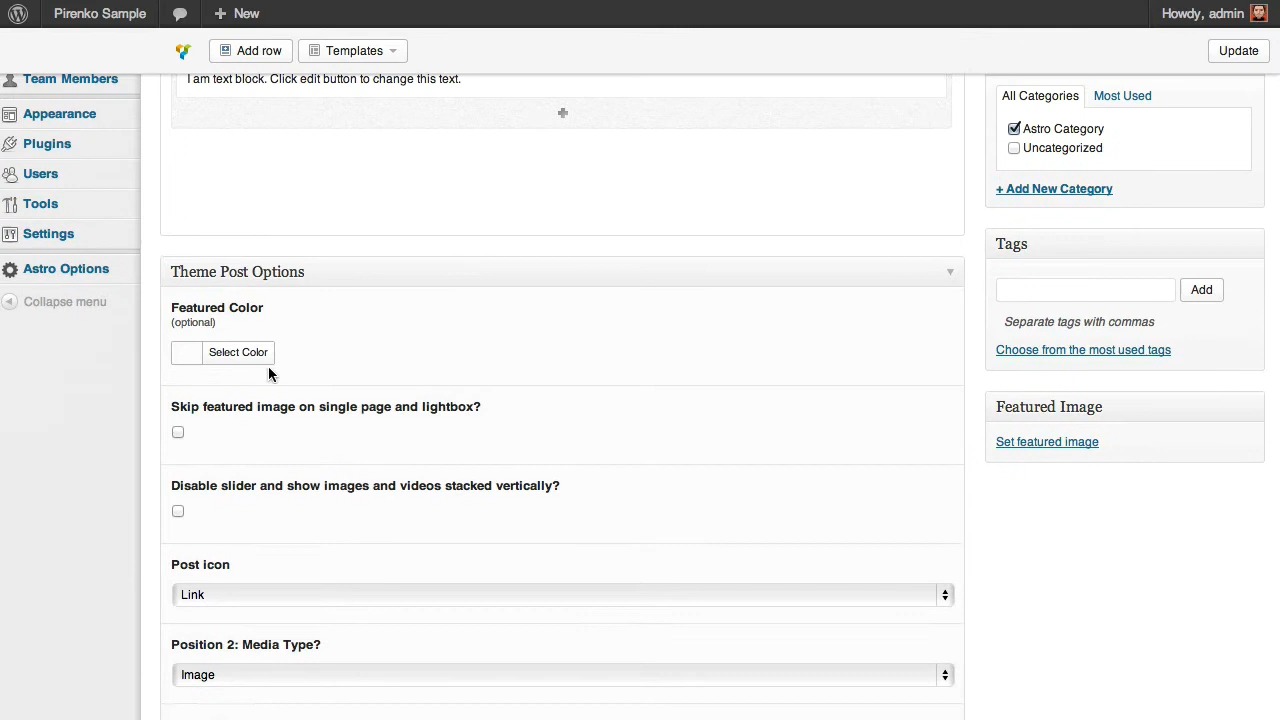 Pirenko Sample
New
Howdy, admin
Add row
Templates
Update
Team Members
Appearance
Plugins
Users
Tools
Settings
Astro Options
Collapse menu
I am text block. Click edit button to change this text.
Theme Post Options
Featured Color
(optional)
Select Color
Skip featured image on single page and lightbox?
Disable slider and show images and videos stacked vertically?
Post icon
Link
Position 2: Media Type?
Image
All Categories
Most Used
Astro Category
Uncategorized
+ Add New Category
Tags
Add
Separate tags with commas
Choose from the most used tags
Featured Image
Set featured image